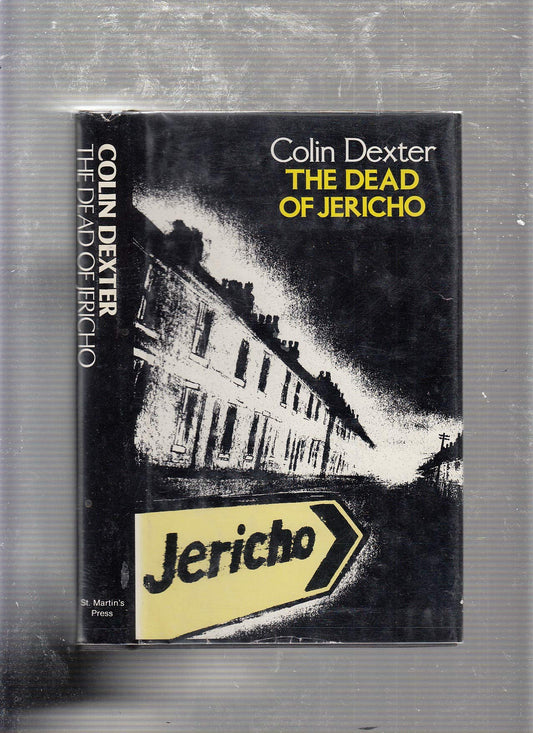 COLIN DEXTER
THE DEAD OF JERICHO
St. Martin's
Press
Colin Dexter
THE DEAD
OF JERICHO
Jericho